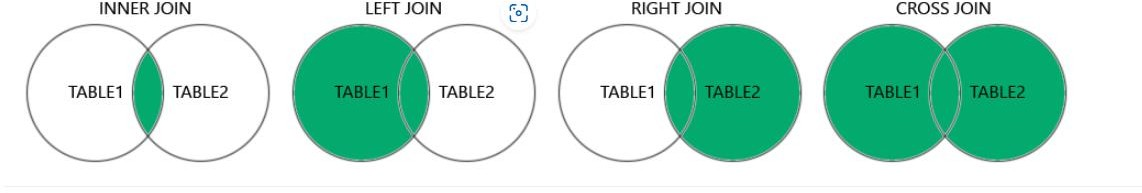 INNER JOIN
LEFT JOIN
RIGHT JOIN
CROSS JOIN
TABLE1
TABLE2
TABLE1
TABLE2
TABLE1
TABLE2
TABLE1
TABLE2